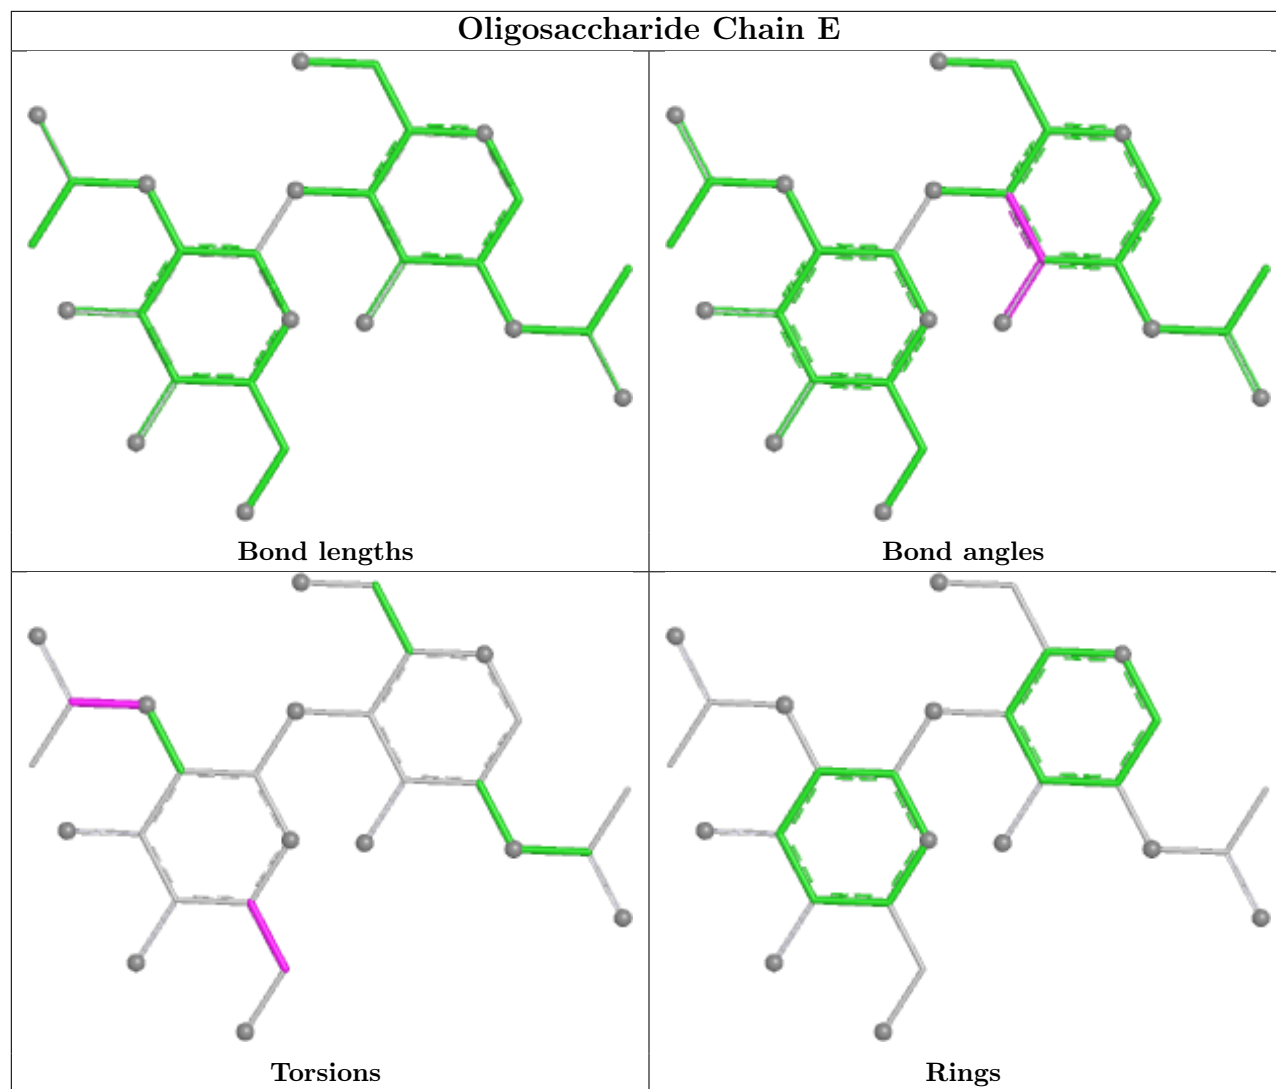 Oligosaccharide Chain E
Bond lengths
Bond angles
Torsions
Rings